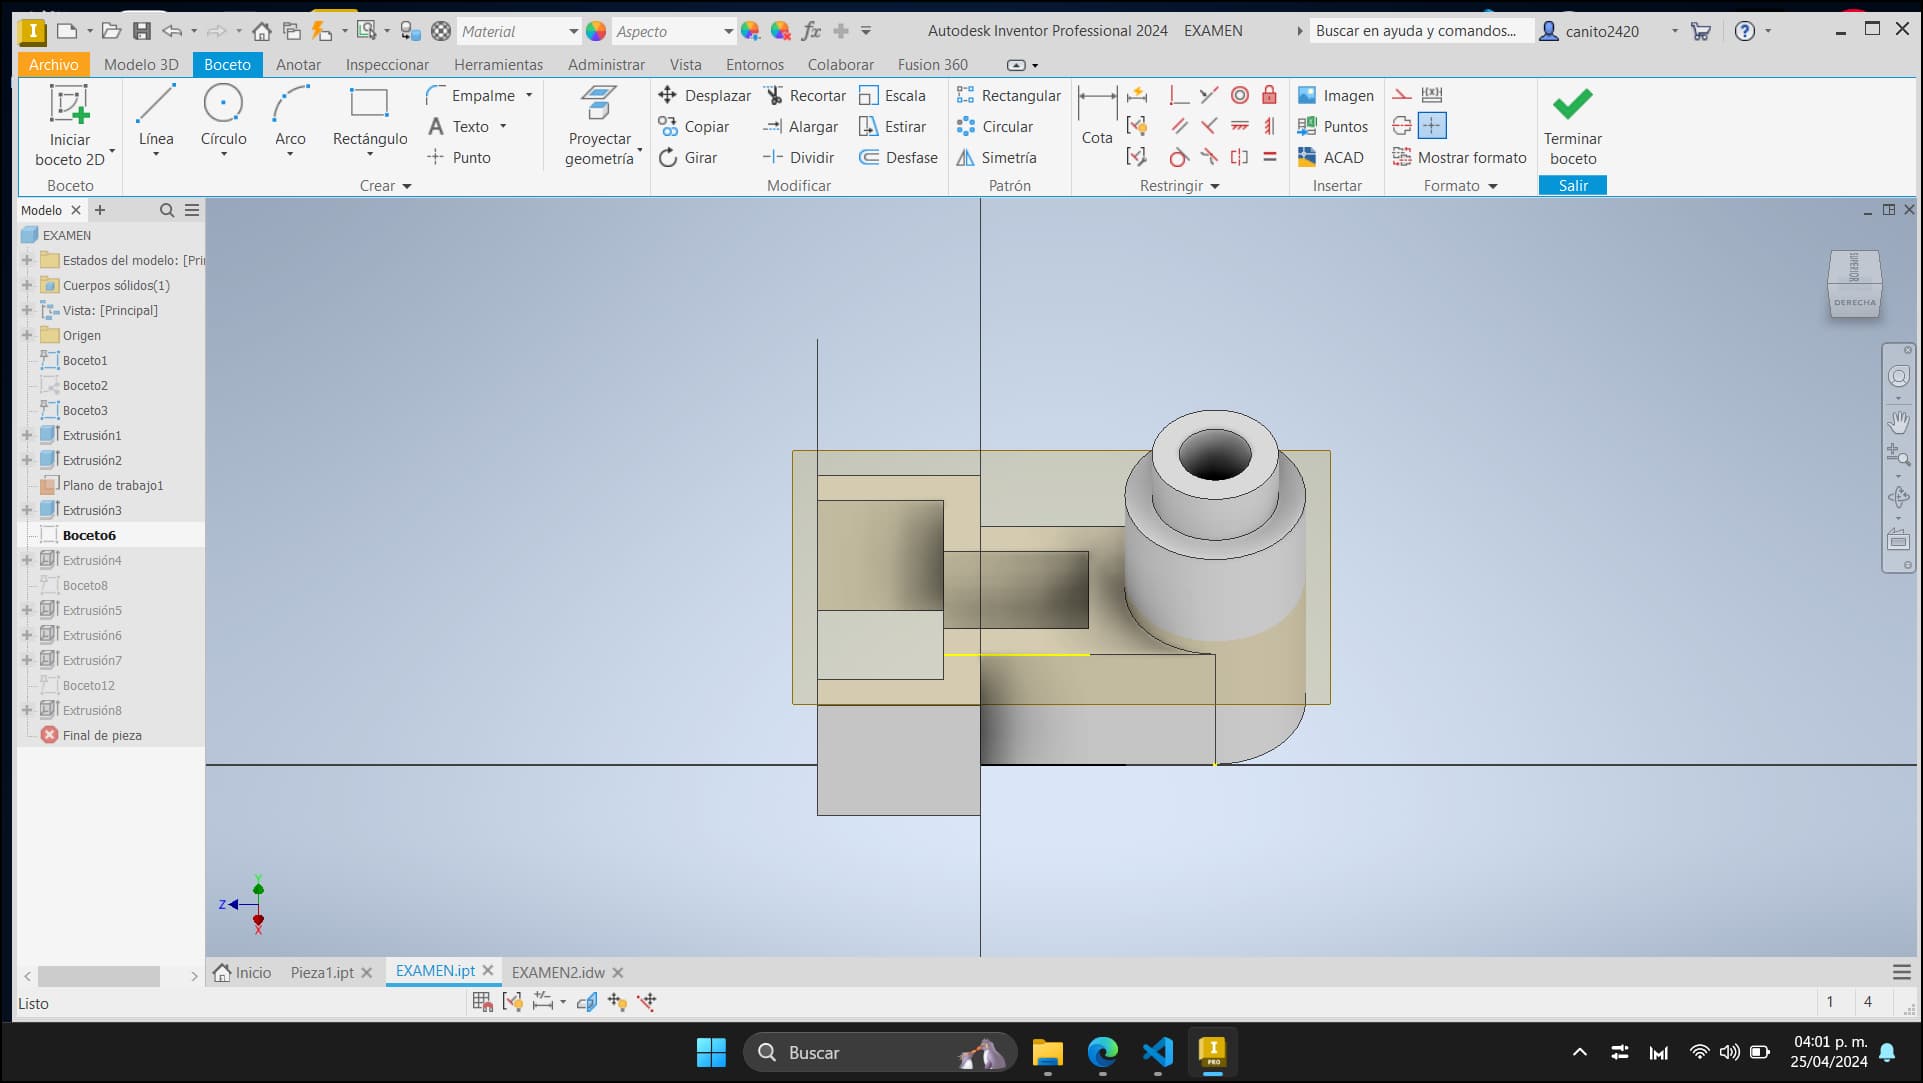 Material
Aspecto
Autodesk Inventor Professional 2024 EXAMEN
Buscar en ayuda y comandos...
canito2420
Archivo Modelo 3D Boceto Anotar Inspeccionar Herramientas Administrar Vista Entornos Colaborar Fusion 360
Iniciar
boceto 2D
Línea
Círculo
Arco
Rectángulo
Empalme
Texto
Punto
Proyectar
geometría
Desplazar
Copiar
Girar
Recortar
Alargar
Dividir
Escala
Estirar
Desfase
Rectangular
Circular
Simetría
Cota
Imagen
Puntos
ACAD
Mostrar formato
Terminar
boceto
Boceto Crear Modificar Patrón Restringir Insertar Formato Salir
Modelo
EXAMEN
Estados del modelo: [Pri
Cuerpos sólidos(1)
Vista: [Principal]
Origen
Boceto1
Boceto2
Boceto3
Extrusión1
Extrusión2
Plano de trabajo1
Extrusión3
Boceto6
Extrusión4
Boceto8
Extrusión5
Extrusión6
Extrusión7
Boceto12
Extrusión8
Final de pieza
SUPERIOR
DERECHA
Y
Z
X
Inicio Pieza1.ipt EXAMEN.ipt EXAMEN2.idw
Listo
1 4
Buscar
PRO
04:01 p. m.
25/04/2024